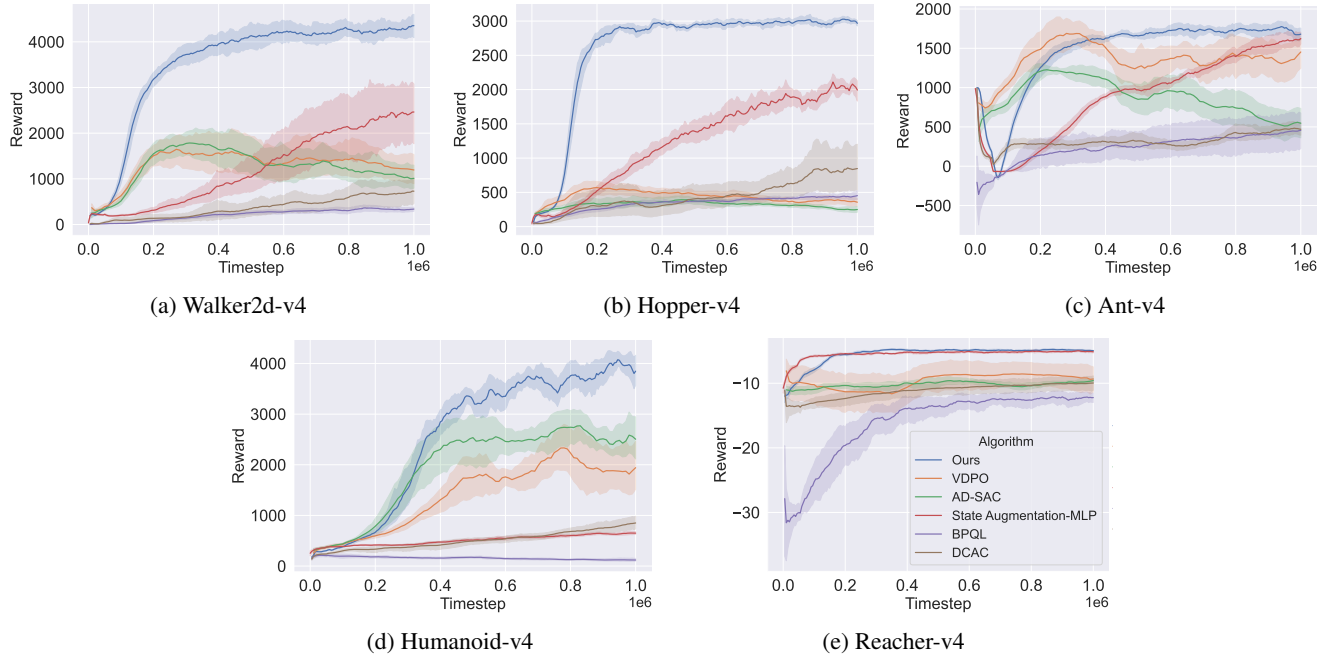 4000
3000
2000
1000
0
Reward
0.0 0.2 0.4 0.6 0.8 1.0
Timestep
1e6
(a) Walker2d-v4
3000
2500
2000
1500
1000
500
0
Reward
0.0 0.2 0.4 0.6 0.8 1.0
Timestep
1e6
(b) Hopper-v4
2000
1500
1000
500
0
−500
Reward
0.0 0.2 0.4 0.6 0.8 1.0
Timestep
1e6
(c) Ant-v4
4000
3000
2000
1000
0
Reward
0.0 0.2 0.4 0.6 0.8 1.0
Timestep
1e6
(d) Humanoid-v4
−10
−20
−30
Reward
Algorithm
Ours
VDPO
AD-SAC
State Augmentation-MLP
BPQL
DCAC
0.0 0.2 0.4 0.6 0.8 1.0
Timestep
1e6
(e) Reacher-v4